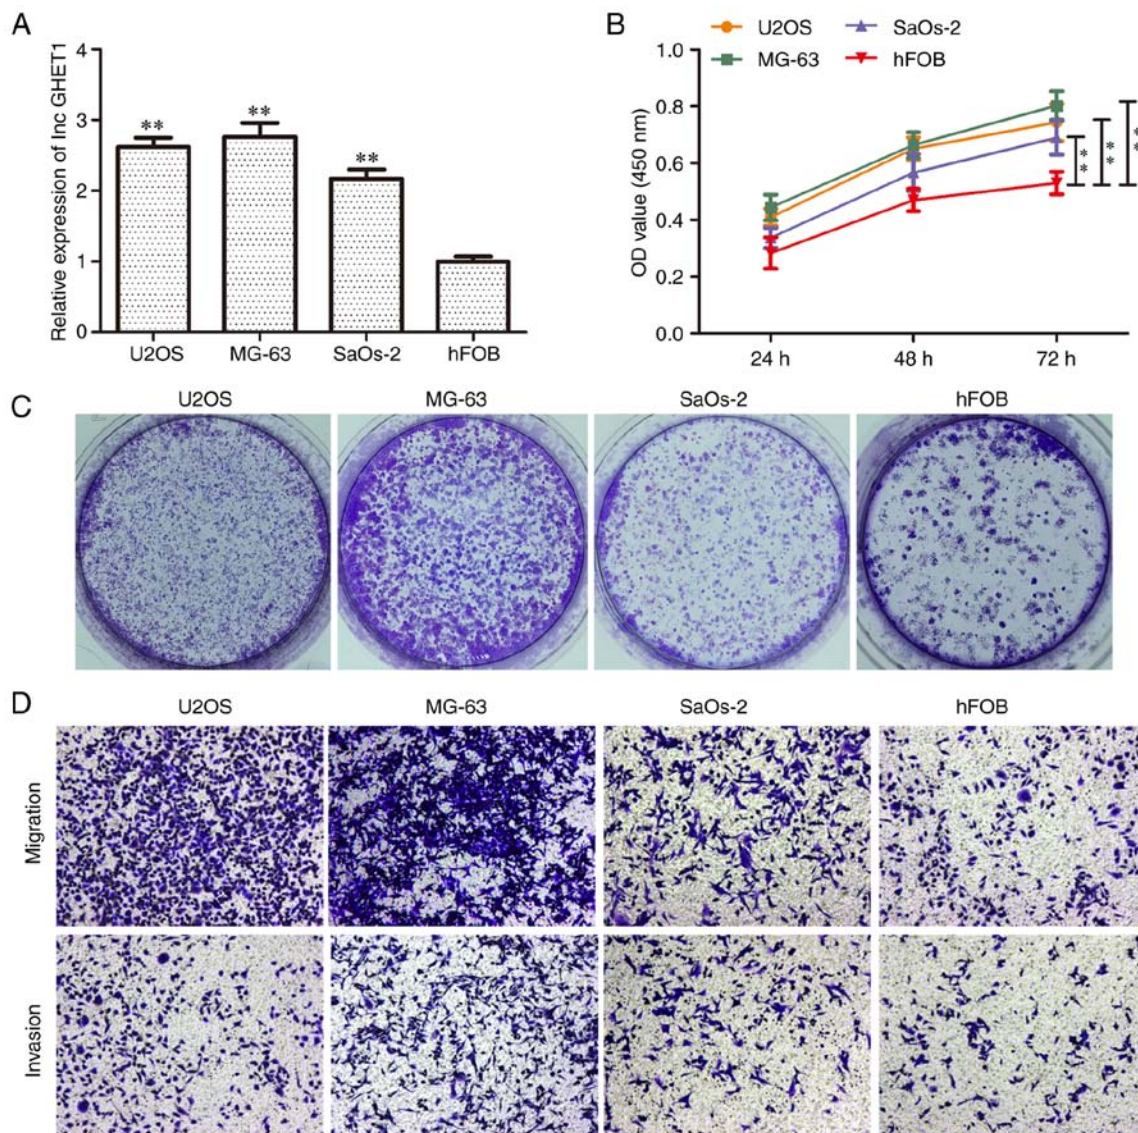 A
Relative expression of lnc GHET1
4
3
2
1
0
**
**
**
U2OS
MG-63
SaOs-2
hFOB
B
U2OS
SaOs-2
MG-63
hFOB
OD value (450 nm)
1.0
0.8
0.6
0.4
0.2
0.0
24 h
48 h
72 h
**
**
**
C
U2OS
MG-63
SaOs-2
hFOB
D
U2OS
MG-63
SaOs-2
hFOB
Migration
Invasion